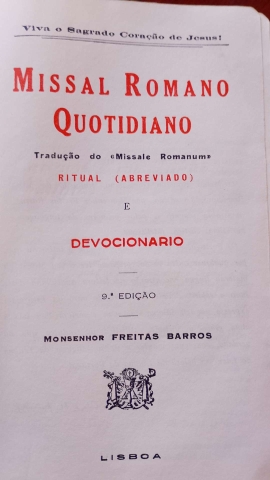 Viva o Sagrado Coração de Jesus!
MISSAL ROMANO
QUOTIDIANO
Tradução do «Missale Romanum»
RITUAL (ABREVIADO)
E
DEVOCIONARIO
9.ª EDIÇÃO
MONSENHOR FREITAS BARROS
LISBOA